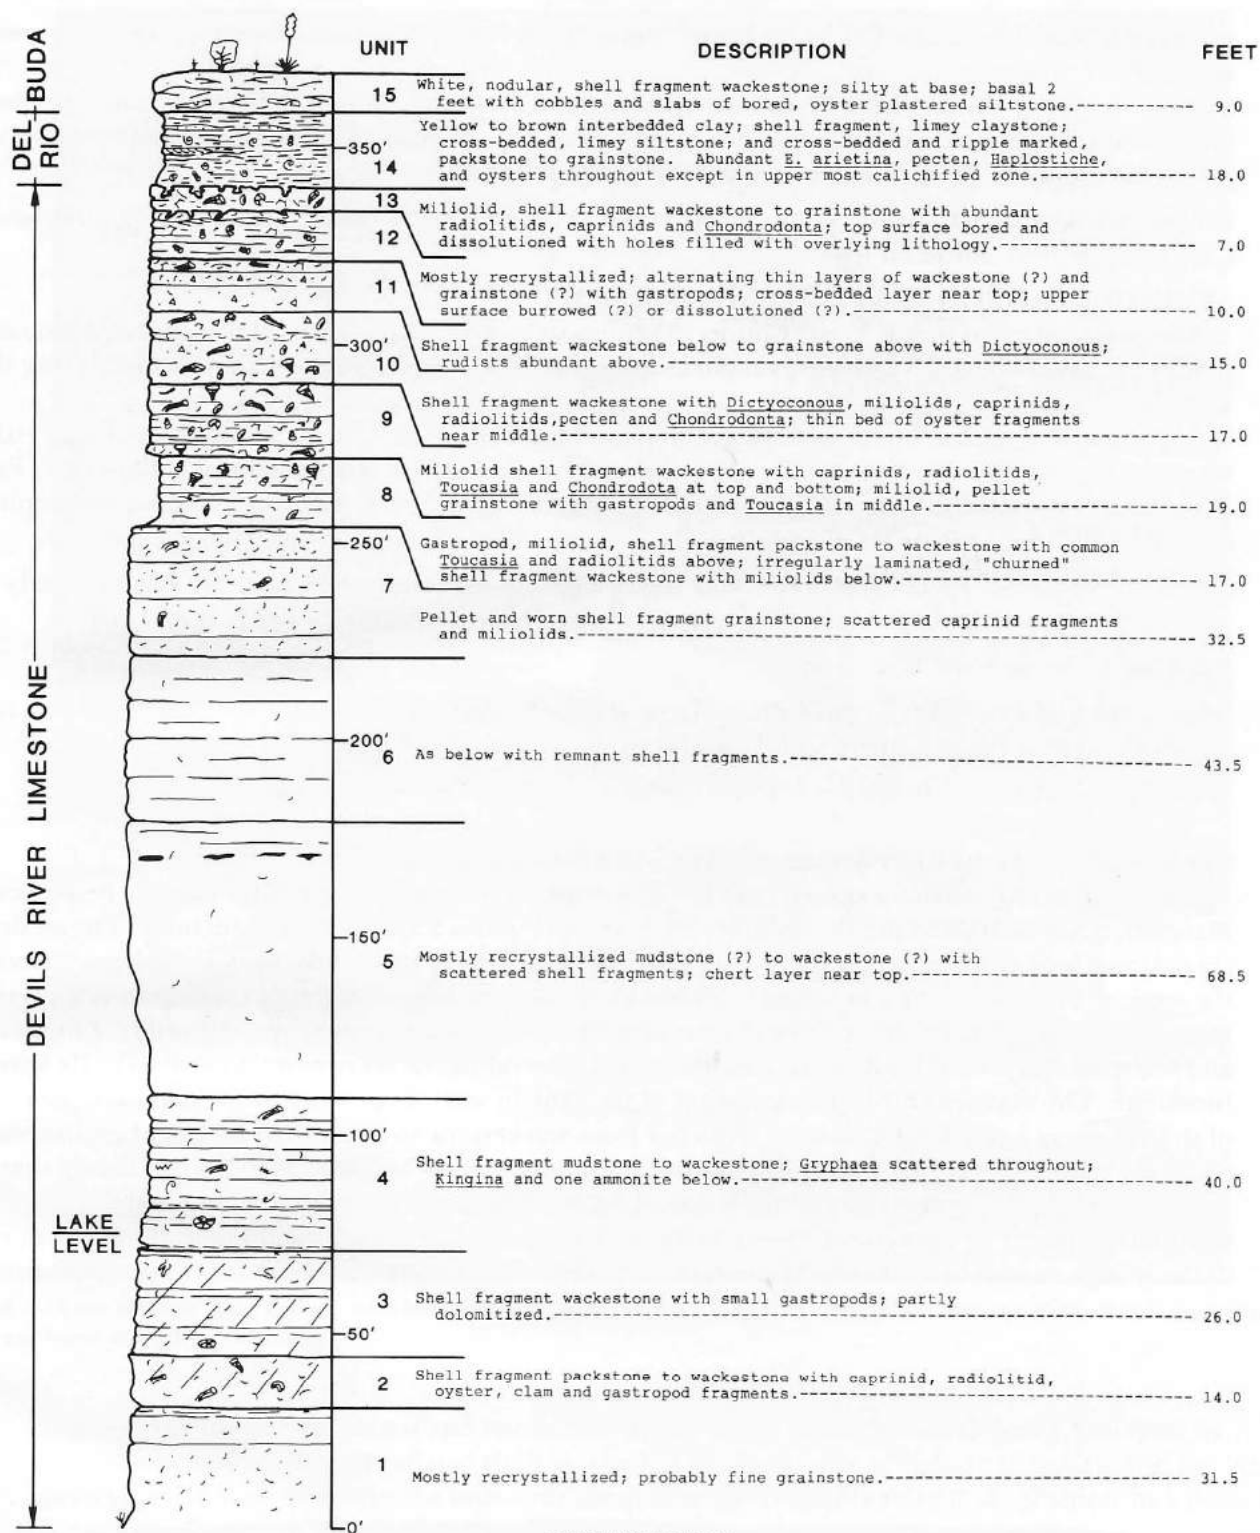 UNIT DESCRIPTION FEET
BUDA
DEL RIO
DEVILS RIVER LIMESTONE
15 White, nodular, shell fragment wackestone; silty at base; basal 2
feet with cobbles and slabs of bored, oyster plastered siltstone.------------ 9.0
350'
14 Yellow to brown interbedded clay; shell fragment, limey claystone;
cross-bedded, limey siltstone; and cross-bedded and ripple marked,
packstone to grainstone. Abundant E. arietina, pecten, Haplostiche,
and oysters throughout except in upper most calichified zone.---------------- 18.0
13
12 Miliolid, shell fragment wackestone to grainstone with abundant
radiolitids, caprinids and Chondrodonta; top surface bored and
dissolutioned with holes filled with overlying lithology.-------------------- 7.0
11 Mostly recrystallized; alternating thin layers of wackestone (?) and
grainstone (?) with gastropods; cross-bedded layer near top; upper
surface burrowed (?) or dissolutioned (?).-------------------------------- 10.0
300'
10 Shell fragment wackestone below to grainstone above with Dictyoconous;
rudists abundant above.---------------------------------------------------- 15.0
9 Shell fragment wackestone with Dictyoconous, miliolids, caprinids,
radiolitids,pecten and Chondrodonta; thin bed of oyster fragments
near middle.--------------------------------------------------------------- 17.0
8 Miliolid shell fragment wackestone with caprinids, radiolitids,
Toucasia and Chondrodota at top and bottom; miliolid, pellet
grainstone with gastropods and Toucasia in middle.--------------------------- 19.0
250'
7 Gastropod, miliolid, shell fragment packstone to wackestone with common
Toucasia and radiolitids above; irregularly laminated, "churned"
shell fragment wackestone with miliolids below.------------------------------ 17.0
Pellet and worn shell fragment grainstone; scattered caprinid fragments
and miliolids.------------------------------------------------------------- 32.5
200'
6 As below with remnant shell fragments.---------------------------------------- 43.5
150'
5 Mostly recrystallized mudstone (?) to wackestone (?) with
scattered shell fragments; chert layer near top.--------------------------- 68.5
100'
4 Shell fragment mudstone to wackestone; Gryphaea scattered throughout;
Kingina and one ammonite below.-------------------------------------------- 40.0
LAKE
LEVEL
3 Shell fragment wackestone with small gastropods; partly
dolomitized.--------------------------------------------------------------- 26.0
50'
2 Shell fragment packstone to wackestone with caprinid, radiolitid,
oyster, clam and gastropod fragments.-------------------------------------- 14.0
1 Mostly recrystallized; probably fine grainstone.------------------------------ 31.5
0'